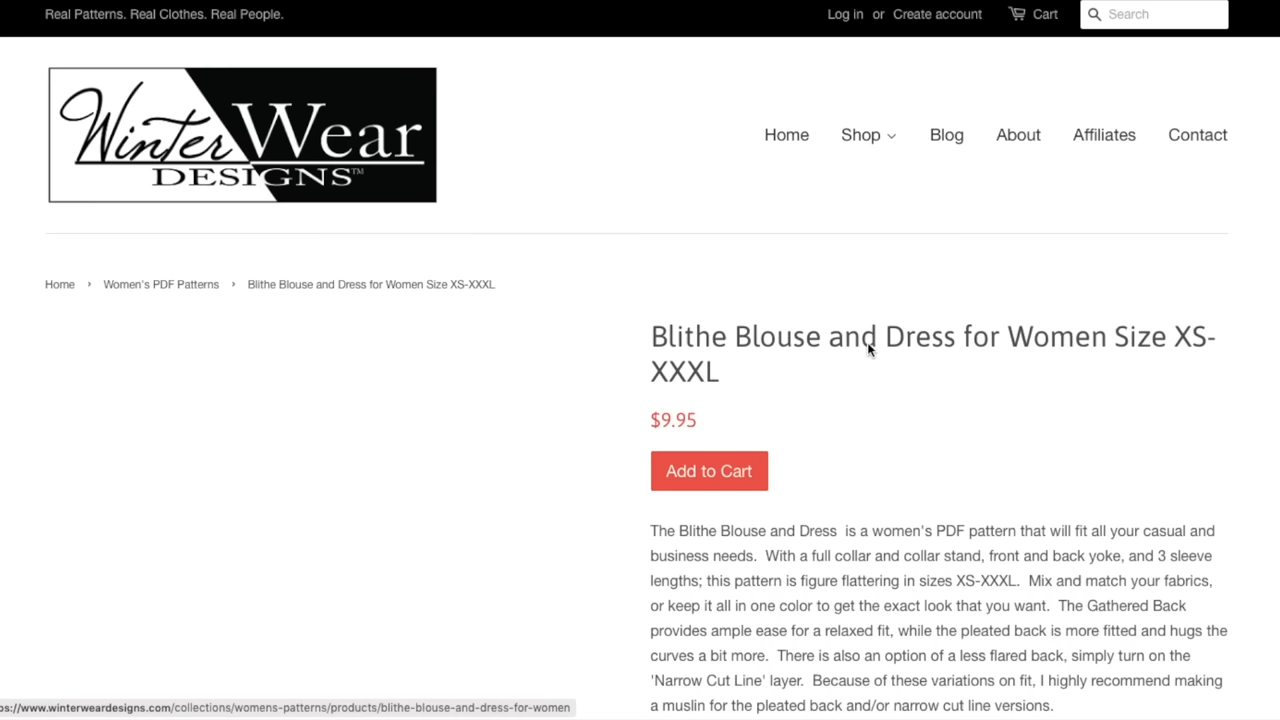 Real Patterns. Real Clothes. Real People.
Log in or Create account Cart Search
Winter Wear
DESIGNS™
Home Shop Blog About Affiliates Contact
Home › Women's PDF Patterns › Blithe Blouse and Dress for Women Size XS-XXXL
Blithe Blouse and Dress for Women Size XS-
XXXL
$9.95
Add to Cart
The Blithe Blouse and Dress is a women's PDF pattern that will fit all your casual and
business needs. With a full collar and collar stand, front and back yoke, and 3 sleeve
lengths; this pattern is figure flattering in sizes XS-XXXL. Mix and match your fabrics,
or keep it all in one color to get the exact look that you want. The Gathered Back
provides ample ease for a relaxed fit, while the pleated back is more fitted and hugs the
curves a bit more. There is also an option of a less flared back, simply turn on the
'Narrow Cut Line' layer. Because of these variations on fit, I highly recommend making
a muslin for the pleated back and/or narrow cut line versions.
ps://www.winterweardesigns.com/collections/womens-patterns/products/blithe-blouse-and-dress-for-women